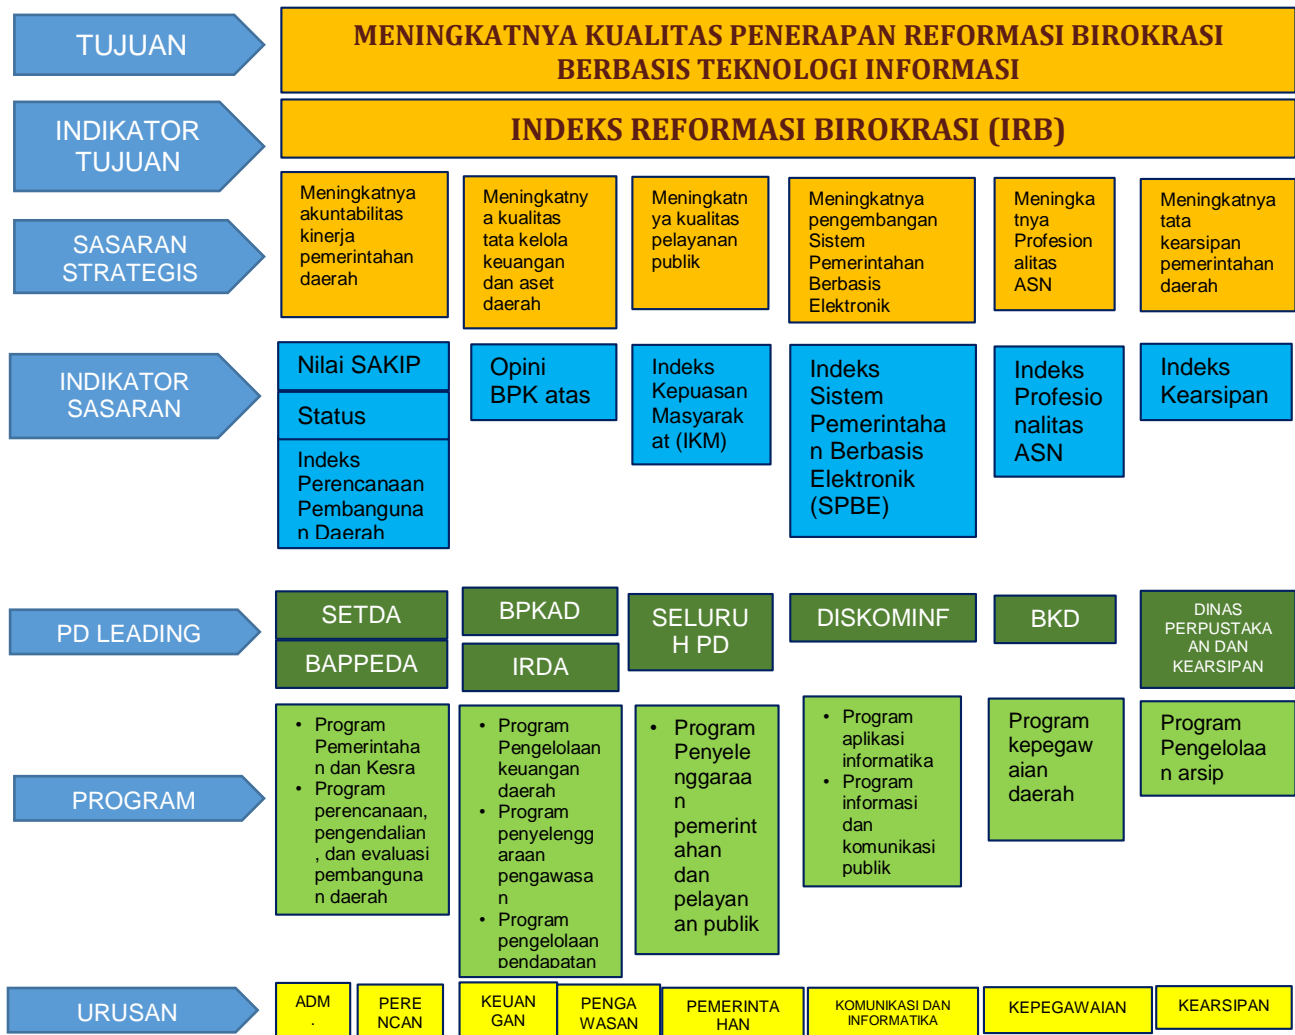 TUJUAN
MENINGKATNYA KUALITAS PENERAPAN REFORMASI BIROKRASI
BERBASIS TEKNOLOGI INFORMASI
INDIKATOR
TUJUAN
INDEKS REFORMASI BIROKRASI (IRB)
SASARAN
STRATEGIS
Meningkatnya
akuntabilitas
kinerja
pemerintahan
daerah
Meningkatny
a kualitas
tata kelola
keuangan
dan aset
daerah
Meningkatn
ya kualitas
pelayanan
publik
Meningkatnya
pengembangan
Sistem
Pemerintahan
Berbasis
Elektronik
Meningka
tnya
Profesion
alitas
ASN
Meningkatnya
tata
kearsipan
pemerintahan
daerah
INDIKATOR
SASARAN
Nilai SAKIP
Status
Indeks
Perencanaan
Pembanguna
n Daerah
Opini
BPK atas
Indeks
Kepuasan
Masyarak
at (IKM)
Indeks
Sistem
Pemerintaha
n Berbasis
Elektronik
(SPBE)
Indeks
Profesio
nalitas
ASN
Indeks
Kearsipan
PD LEADING
SETDA
BAPPEDA
BPKAD
IRDA
SELURU
H PD
DISKOMINF
BKD
DINAS
PERPUSTAKA
AN DAN
KEARSIPAN
PROGRAM
• Program
Pemerintaha
n dan Kesra
• Program
perencanaan,
pengendalian
, dan evaluasi
pembanguna
n daerah
• Program
Pengelolaan
keuangan
daerah
• Program
penyelengg
araan
pengawasa
n
• Program
pengelolaan
pendapatan
• Program
Penyele
nggaraa
n
pemerint
ahan
dan
pelayan
an publik
• Program
aplikasi
informatika
• Program
informasi
dan
komunikasi
publik
Program
kepegaw
aian
daerah
Program
Pengelolaa
n arsip
URUSAN
ADM
.
PERE
NCAN
KEUAN
GAN
PENGA
WASAN
PEMERINTA
HAN
KOMUNIKASI DAN
INFORMATIKA
KEPEGAWAIAN
KEARSIPAN